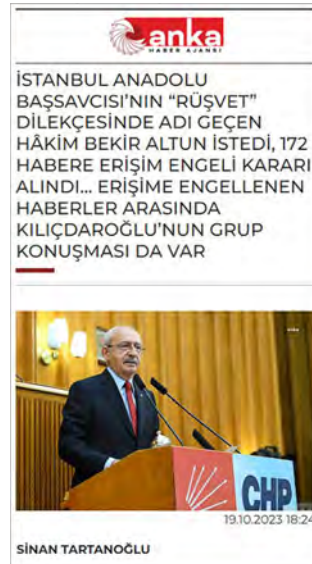 anka
HABER AJANSI
İSTANBUL ANADOLU
BAŞSAVCISI'NIN “RÜŞVET”
DİLEKÇESİNDE ADI GEÇEN
HÂKİM BEKİR ALTUN İSTEDİ, 172
HABERE ERİŞİM ENGELİ KARARI
ALINDI... ERİŞİME ENGELLENEN
HABERLER ARASINDA
KILIÇDAROĞLU’NUN GRUP
KONUŞMASI DA VAR
anka
CHP
19.10.2023 18:24
SİNAN TARTANOĞLU